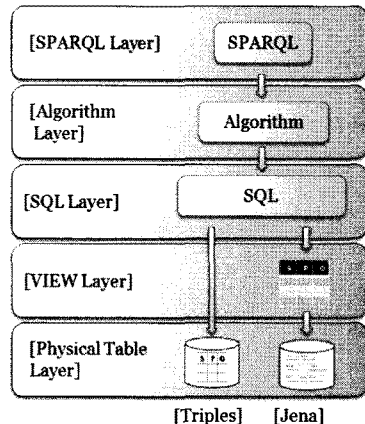 [SPARQL Layer]
SPARQL
[Algorithm
Layer]
Algorithm
[SQL Layer]
SQL
[VIEW Layer]
S P O
[Physical Table
Layer]
S P O
[Triples]
[Jena]